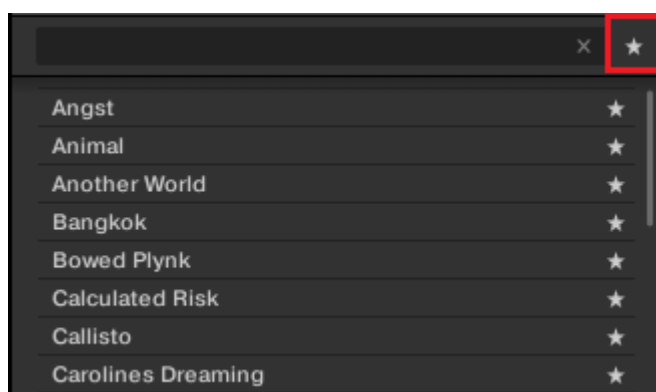 Angst
Animal
Another World
Bangkok
Bowed Plynk
Calculated Risk
Callisto
Carolines Dreaming